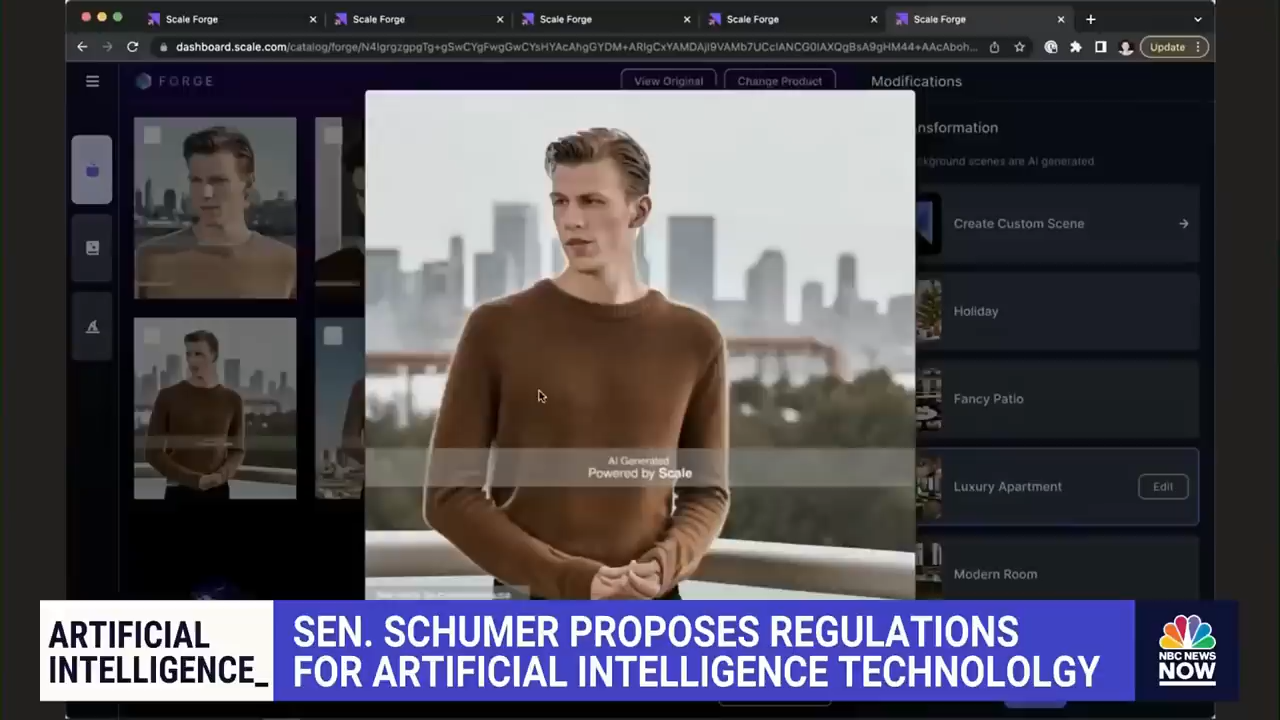 Scale Forge
Scale Forge
Scale Forge
Scale Forge
Scale Forge
Update
FORGE
View Original
Change Product
Modifications
nsformation
kground scenes are AI generated
Create Custom Scene
Holiday
Fancy Patio
AI Generated
Powered by Scale
Luxury Apartment
Edit
Modern Room
ARTIFICIAL
INTELLIGENCE_
SEN. SCHUMER PROPOSES REGULATIONS
FOR ARTIFICIAL INTELLIGENCE TECHNOLOLGY
NBC NEWS
NOW